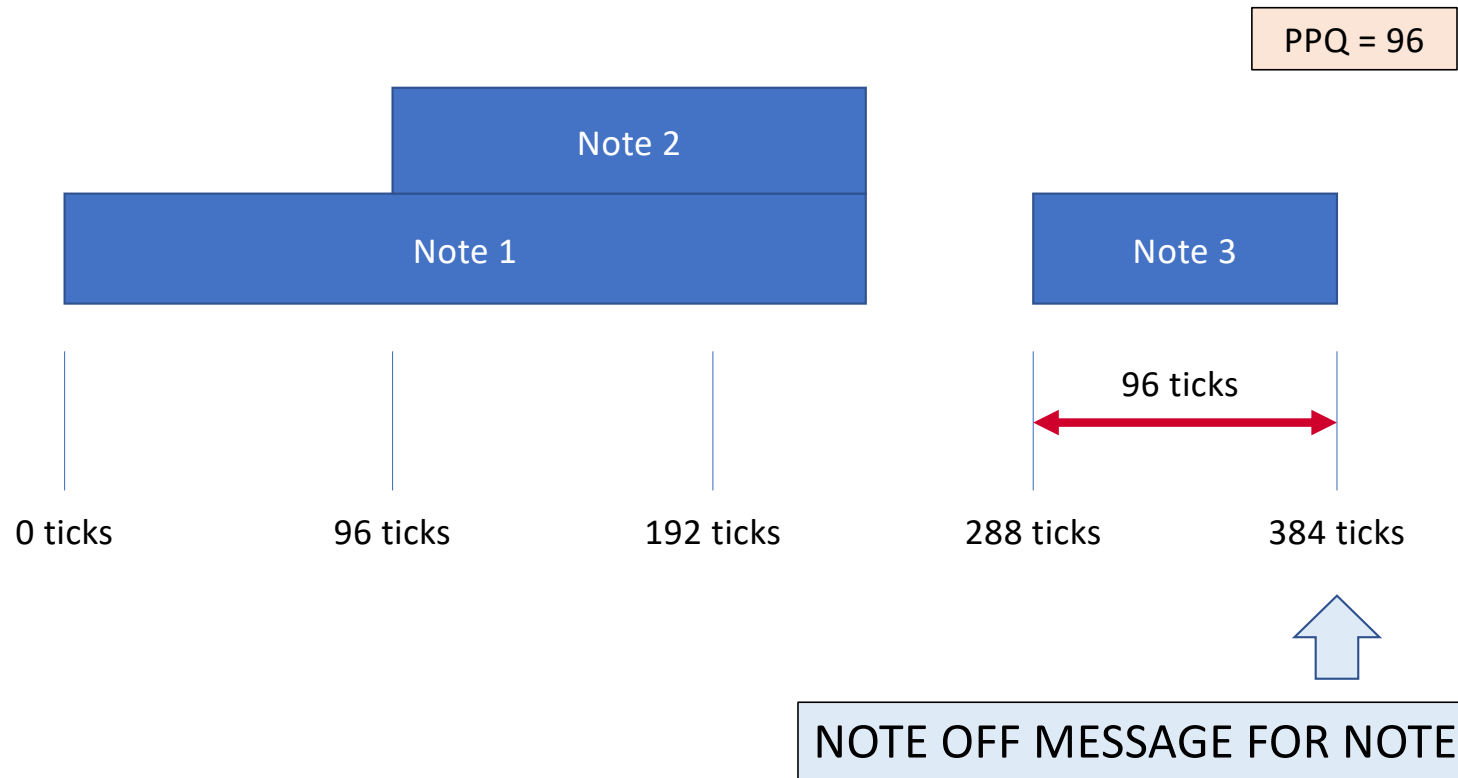 PPQ = 96
Note 2
Note 1
Note 3
96 ticks
0 ticks
96 ticks
192 ticks
288 ticks
384 ticks
NOTE OFF MESSAGE FOR NOTE